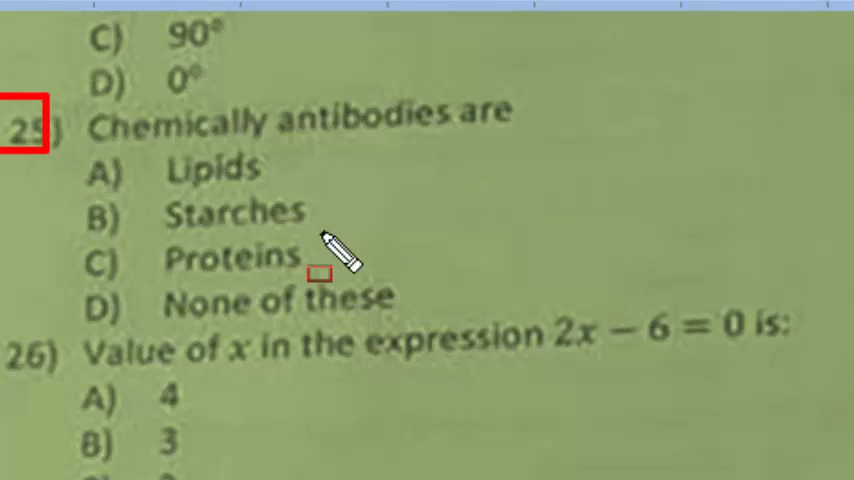 C) 90°
D) 0°
25) Chemically antibodies are
A) Lipids
B) Starches
C) Proteins
D) None of these
26) Value of x in the expression 2x − 6 = 0 is:
A) 4
B) 3